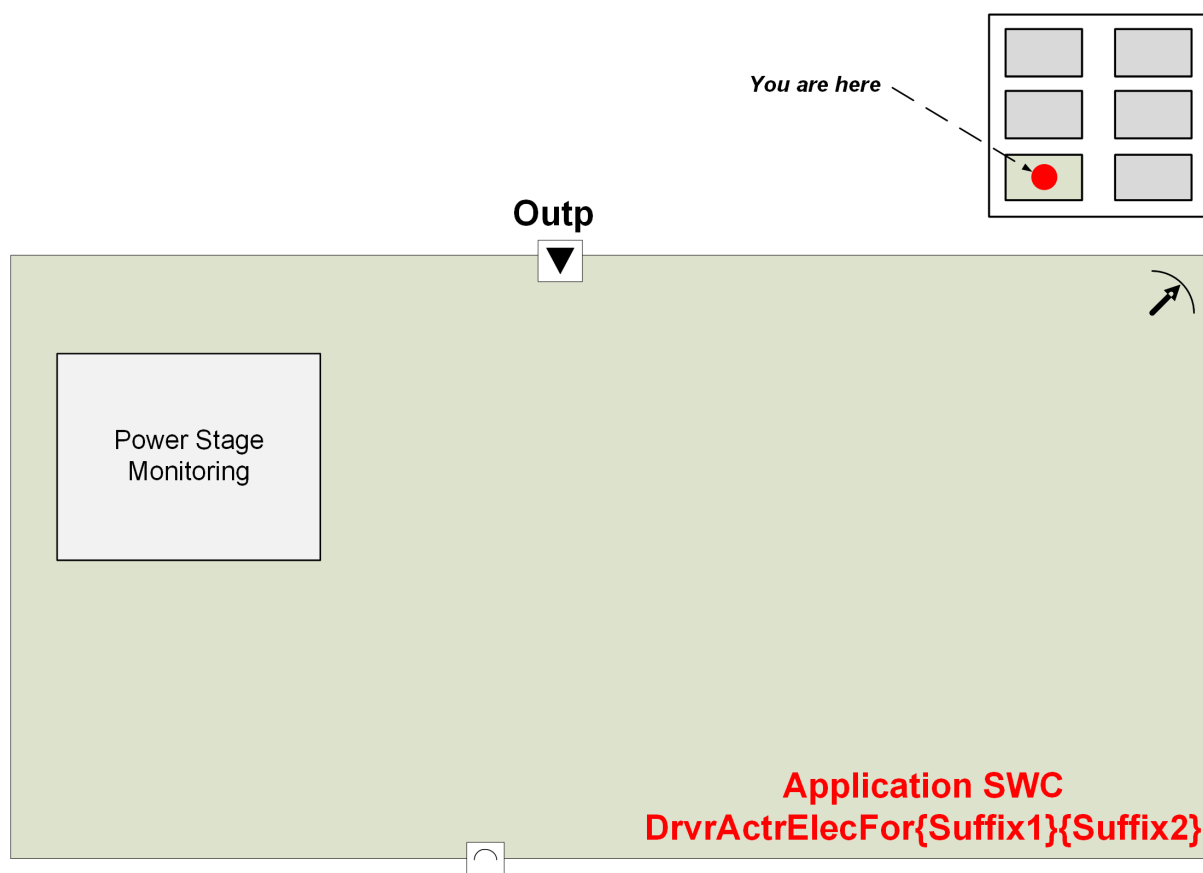 You are here
Outp
Power Stage
Monitoring
Application SWC
DrvrActrElecFor{Suffix1}{Suffix2}